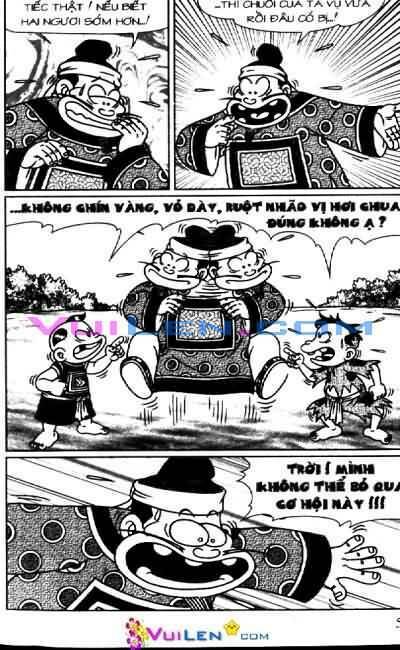 TIẾC THẬT! NẾU BIẾT
HAI NGƯƠI SỚM HƠN..!
...THÌ CHUỐI CỦA TA VỤ VỪA
RỒI ĐÂU CÓ BỊ...!
...KHÔNG CHÍN VÀNG, VỎ DÀY, RUỘT NHÃO VỊ HƠI CHUA
ĐÚNG KHÔNG Ạ?
VUILEN.COM
TRỜI! MÌNH
KHÔNG THỂ BỎ QUA
CƠ HỘI NÀY!!!
VUILEN.COM